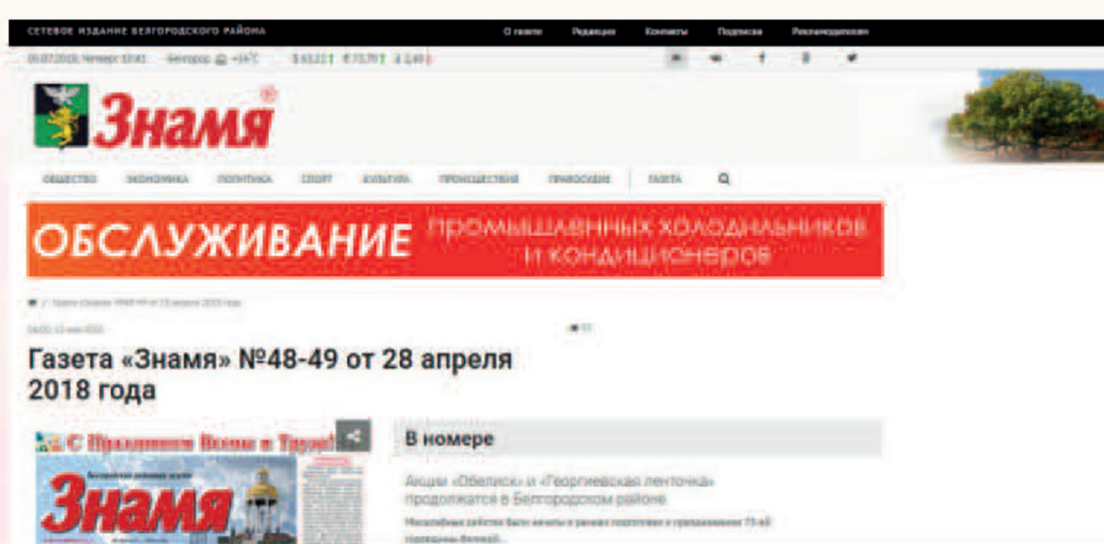 СЕТЕВОЕ ИЗДАНИЕ БЕЛГОРОДСКОГО РАЙОНА
О газете Редакция Контакты Подписка Рекламодателям
Белгород
Знамя
ОБЩЕСТВО ЭКОНОМИКА ПОЛИТИКА СПОРТ КУЛЬТУРА ПРОИСШЕСТВИЯ ПРАВОСУДИЕ ГАЗЕТА
ОБСЛУЖИВАНИЕ ПРОМЫШЛЕННЫХ ХОЛОДИЛЬНИКОВ
И КОНДИЦИОНЕРОВ
Газета «Знамя» №48-49 от 28 апреля
2018 года
С Праздником Весны и Труда!
Знамя
В номере
Акции «Обелиск» и «Георгиевская ленточка»
продолжатся в Белгородском районе